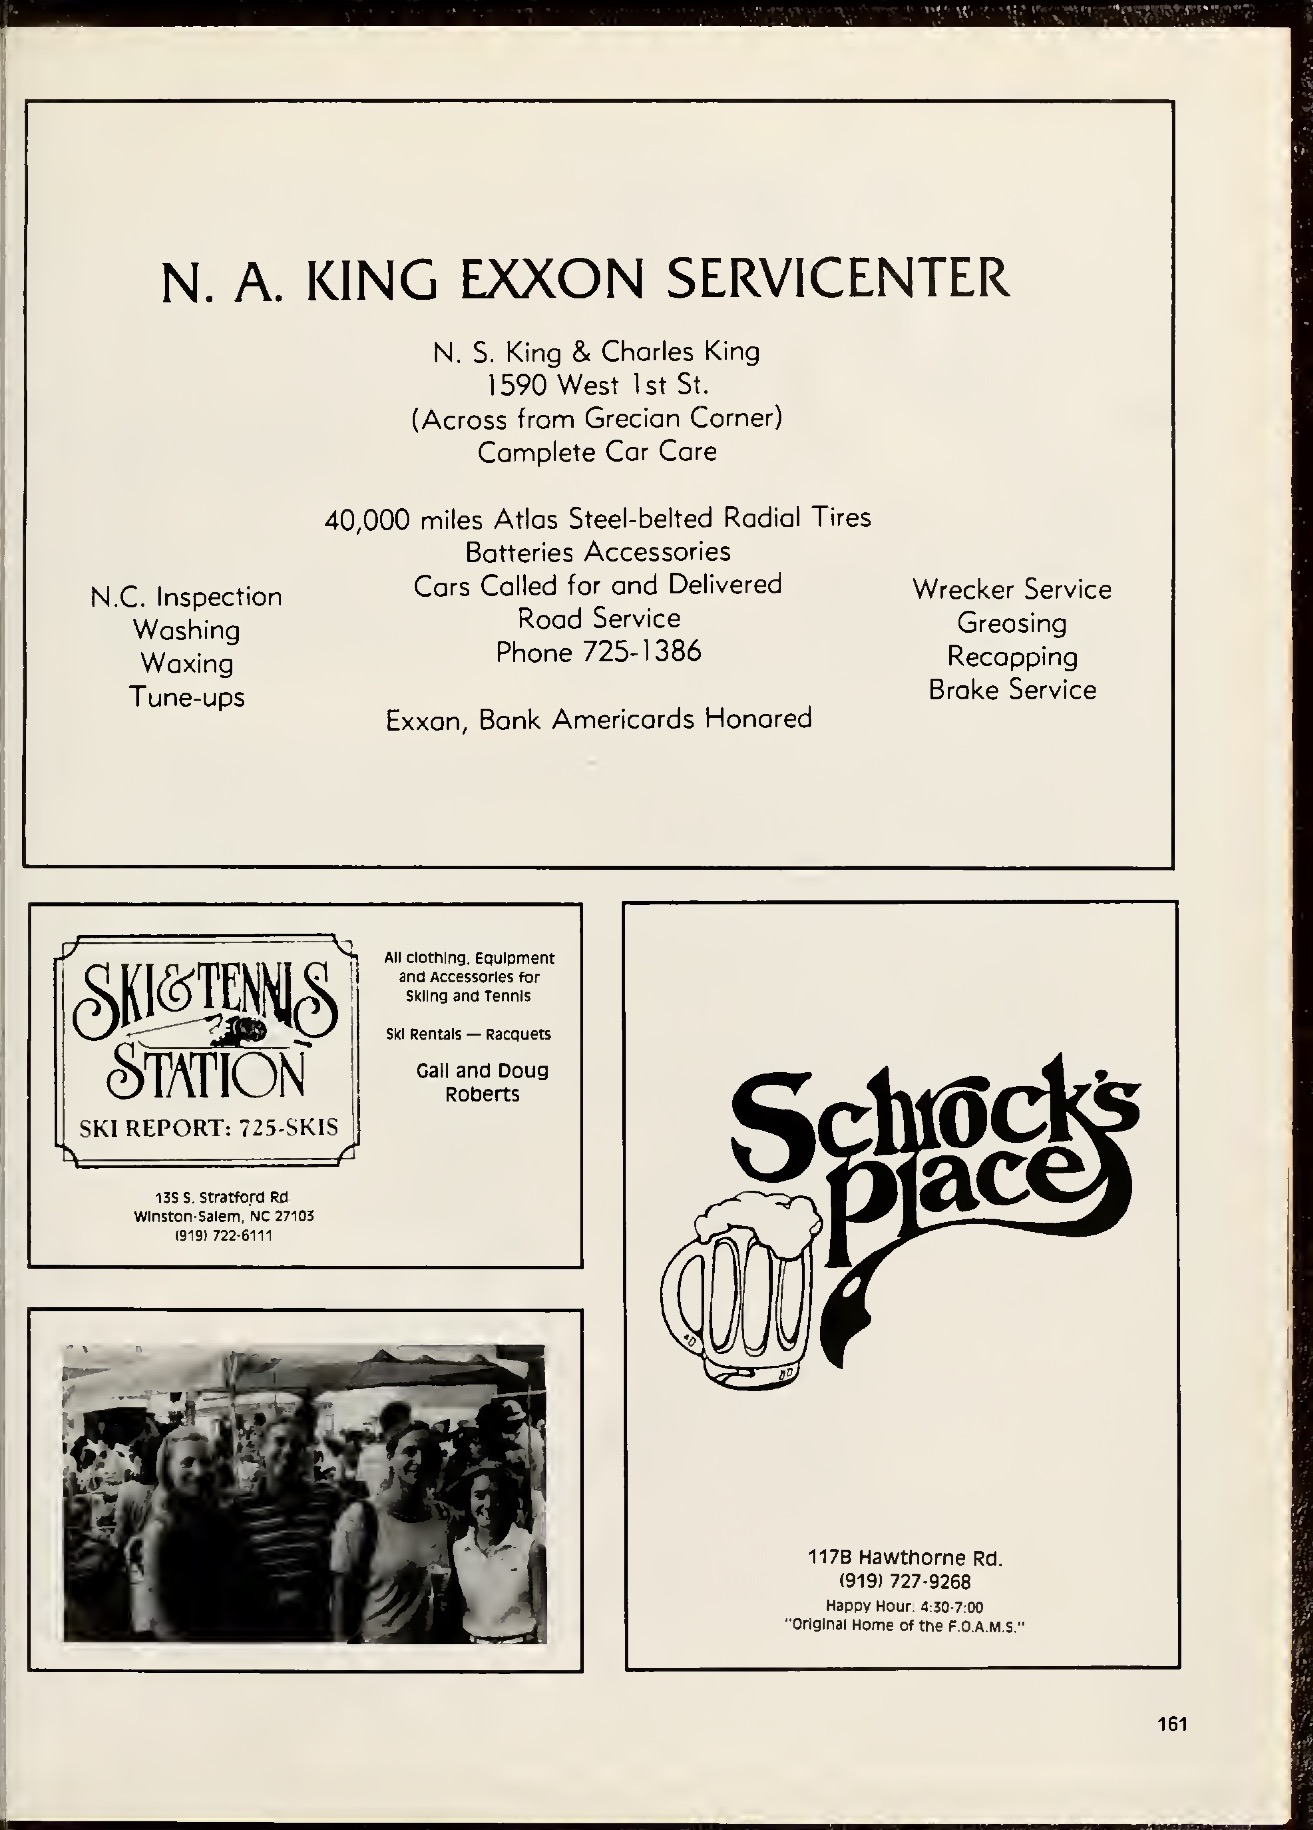 N. A. KING EXXON SERVICENTER
N. S. King & Charles King
1590 West 1st St.
(Across from Grecian Corner)
Complete Car Care
40,000 miles Atlas Steel-belted Radial Tires
Batteries Accessories
Cars Called for and Delivered
Road Service
Phone 725-1386
Exxon, Bank Americards Honored
N.C. Inspection
Washing
Waxing
Tune-ups
Wrecker Service
Greasing
Recapping
Brake Service
SKI & TENNIS
STATION
SKI REPORT: 725-SKIS
135 S. Stratford Rd
Winston-Salem, NC 27103
(919) 722-6111
All clothing, Equipment
and Accessories for
Skiing and Tennis
Ski Rentals — Racquets
Gail and Doug
Roberts
Schrock's
place
117B Hawthorne Rd.
(919) 727-9268
Happy Hour: 4:30-7:00
"Original Home of the F.O.A.M.S."
161